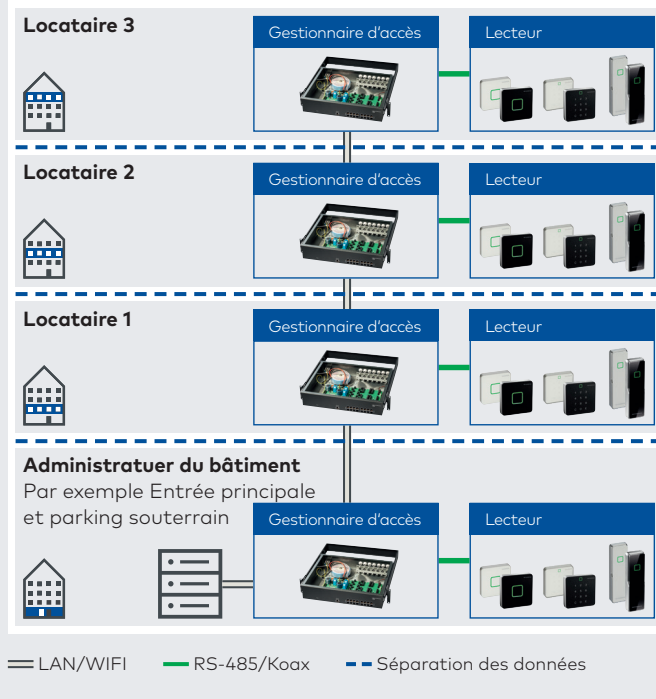 Locataire 3
Gestionnaire d'accès
Lecteur
Locataire 2
Gestionnaire d'accès
Lecteur
Locataire 1
Gestionnaire d'accès
Lecteur
Administratuer du bâtiment
Par exemple Entrée principale
et parking souterrain
Gestionnaire d'accès
Lecteur
LAN/WIFI
RS-485/Koax
Séparation des données